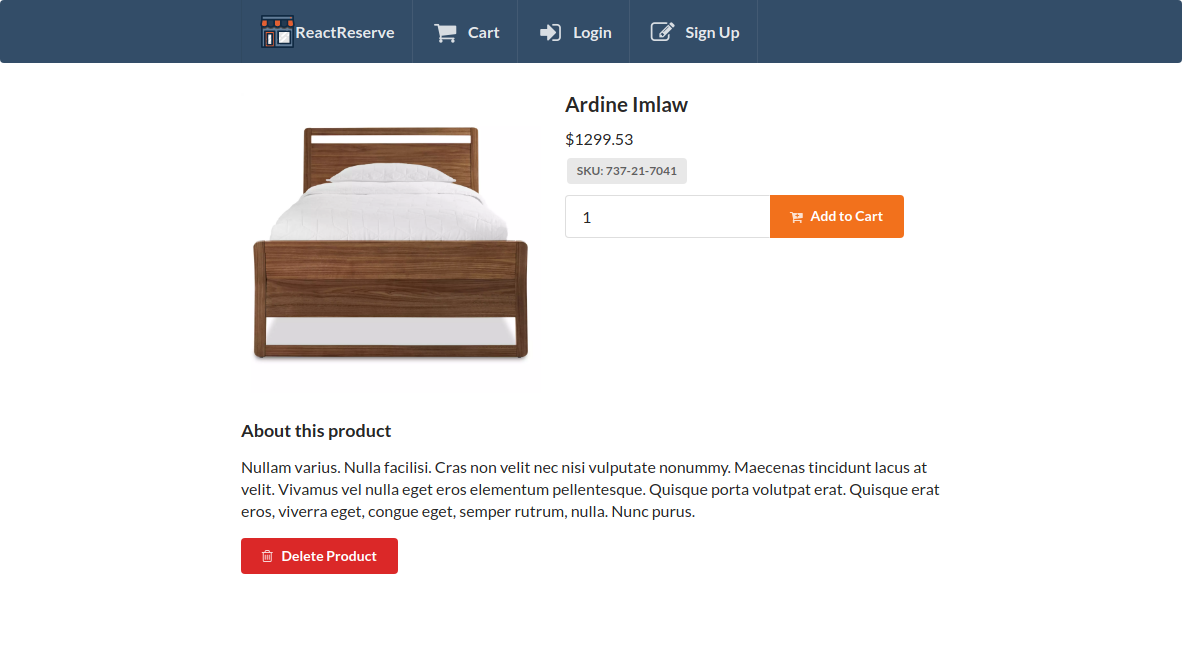 ReactReserve
Cart
Login
Sign Up
Ardine Imlaw
$1299.53
SKU: 737-21-7041
1
Add to Cart
About this product
Nullam varius. Nulla facilisi. Cras non velit nec nisi vulputate nonummy. Maecenas tincidunt lacus at
velit. Vivamus vel nulla eget eros elementum pellentesque. Quisque porta volutpat erat. Quisque erat
eros, viverra eget, congue eget, semper rutrum, nulla. Nunc purus.
Delete Product